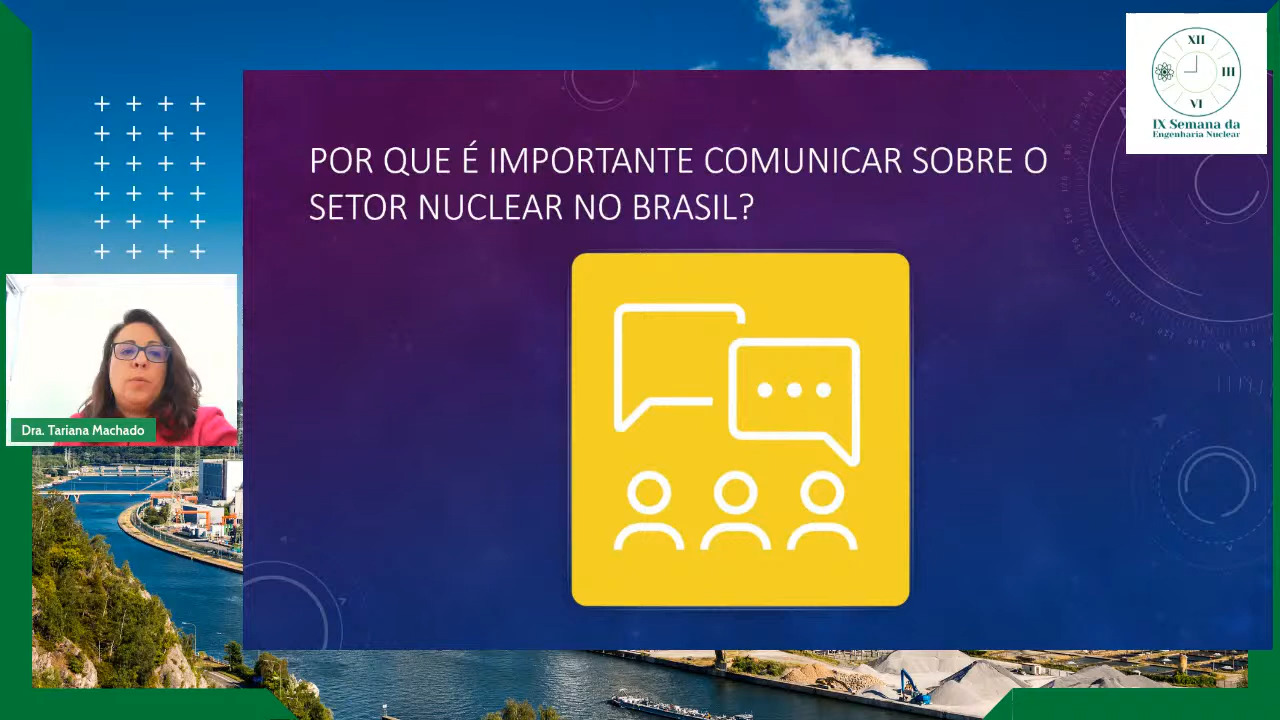 POR QUE É IMPORTANTE COMUNICAR SOBRE O
SETOR NUCLEAR NO BRASIL?
XII
III
VI
IX Semana da
Engenharia Nuclear
Dra. Tariana Machado